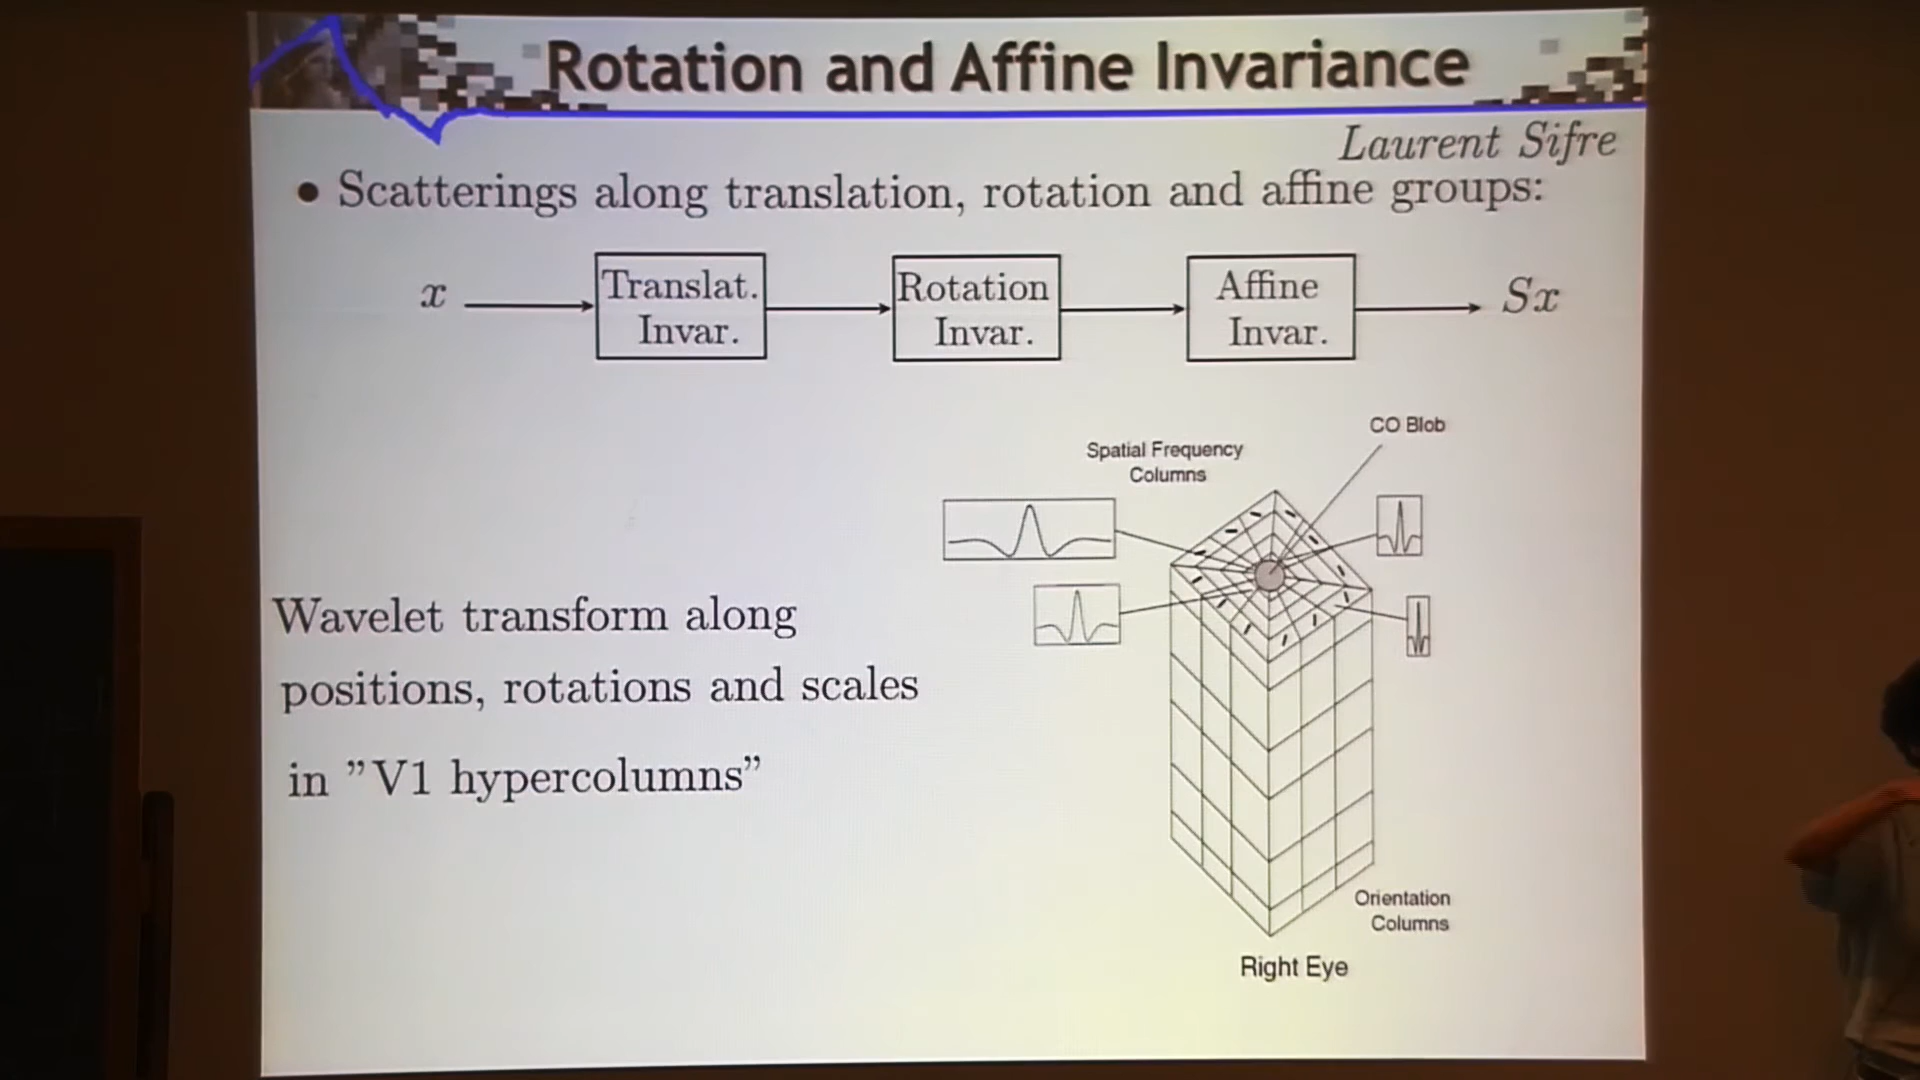 Rotation and Affine Invariance
Laurent Sifre
• Scatterings along translation, rotation and affine groups:
x
Translat.
Invar.
Rotation
Invar.
Affine
Invar.
Sx
CO Blob
Spatial Frequency
Columns
Wavelet transform along
positions, rotations and scales
in ”V1 hypercolumns”
Orientation
Columns
Right Eye